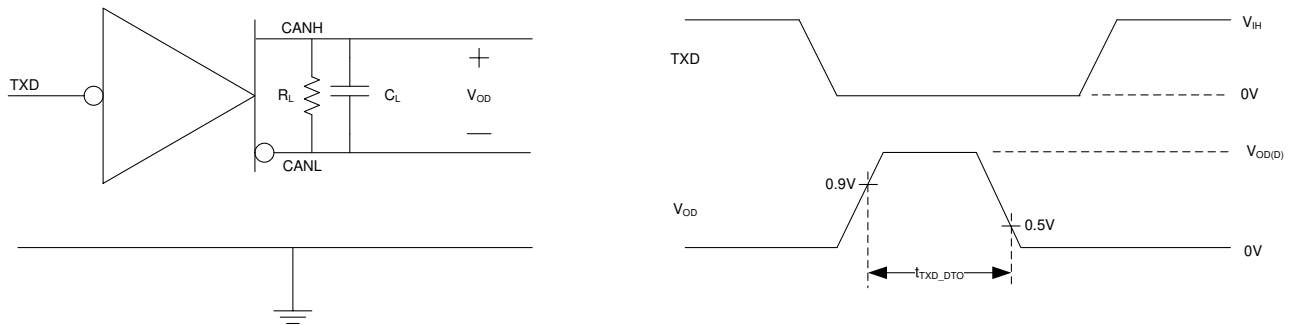 TXD
CANH
R_L
C_L
+
V_OD
—
CANL
TXD
V_IH
0V
V_OD(D)
0.9V
V_OD
0.5V
0V
t_TXD_DTO